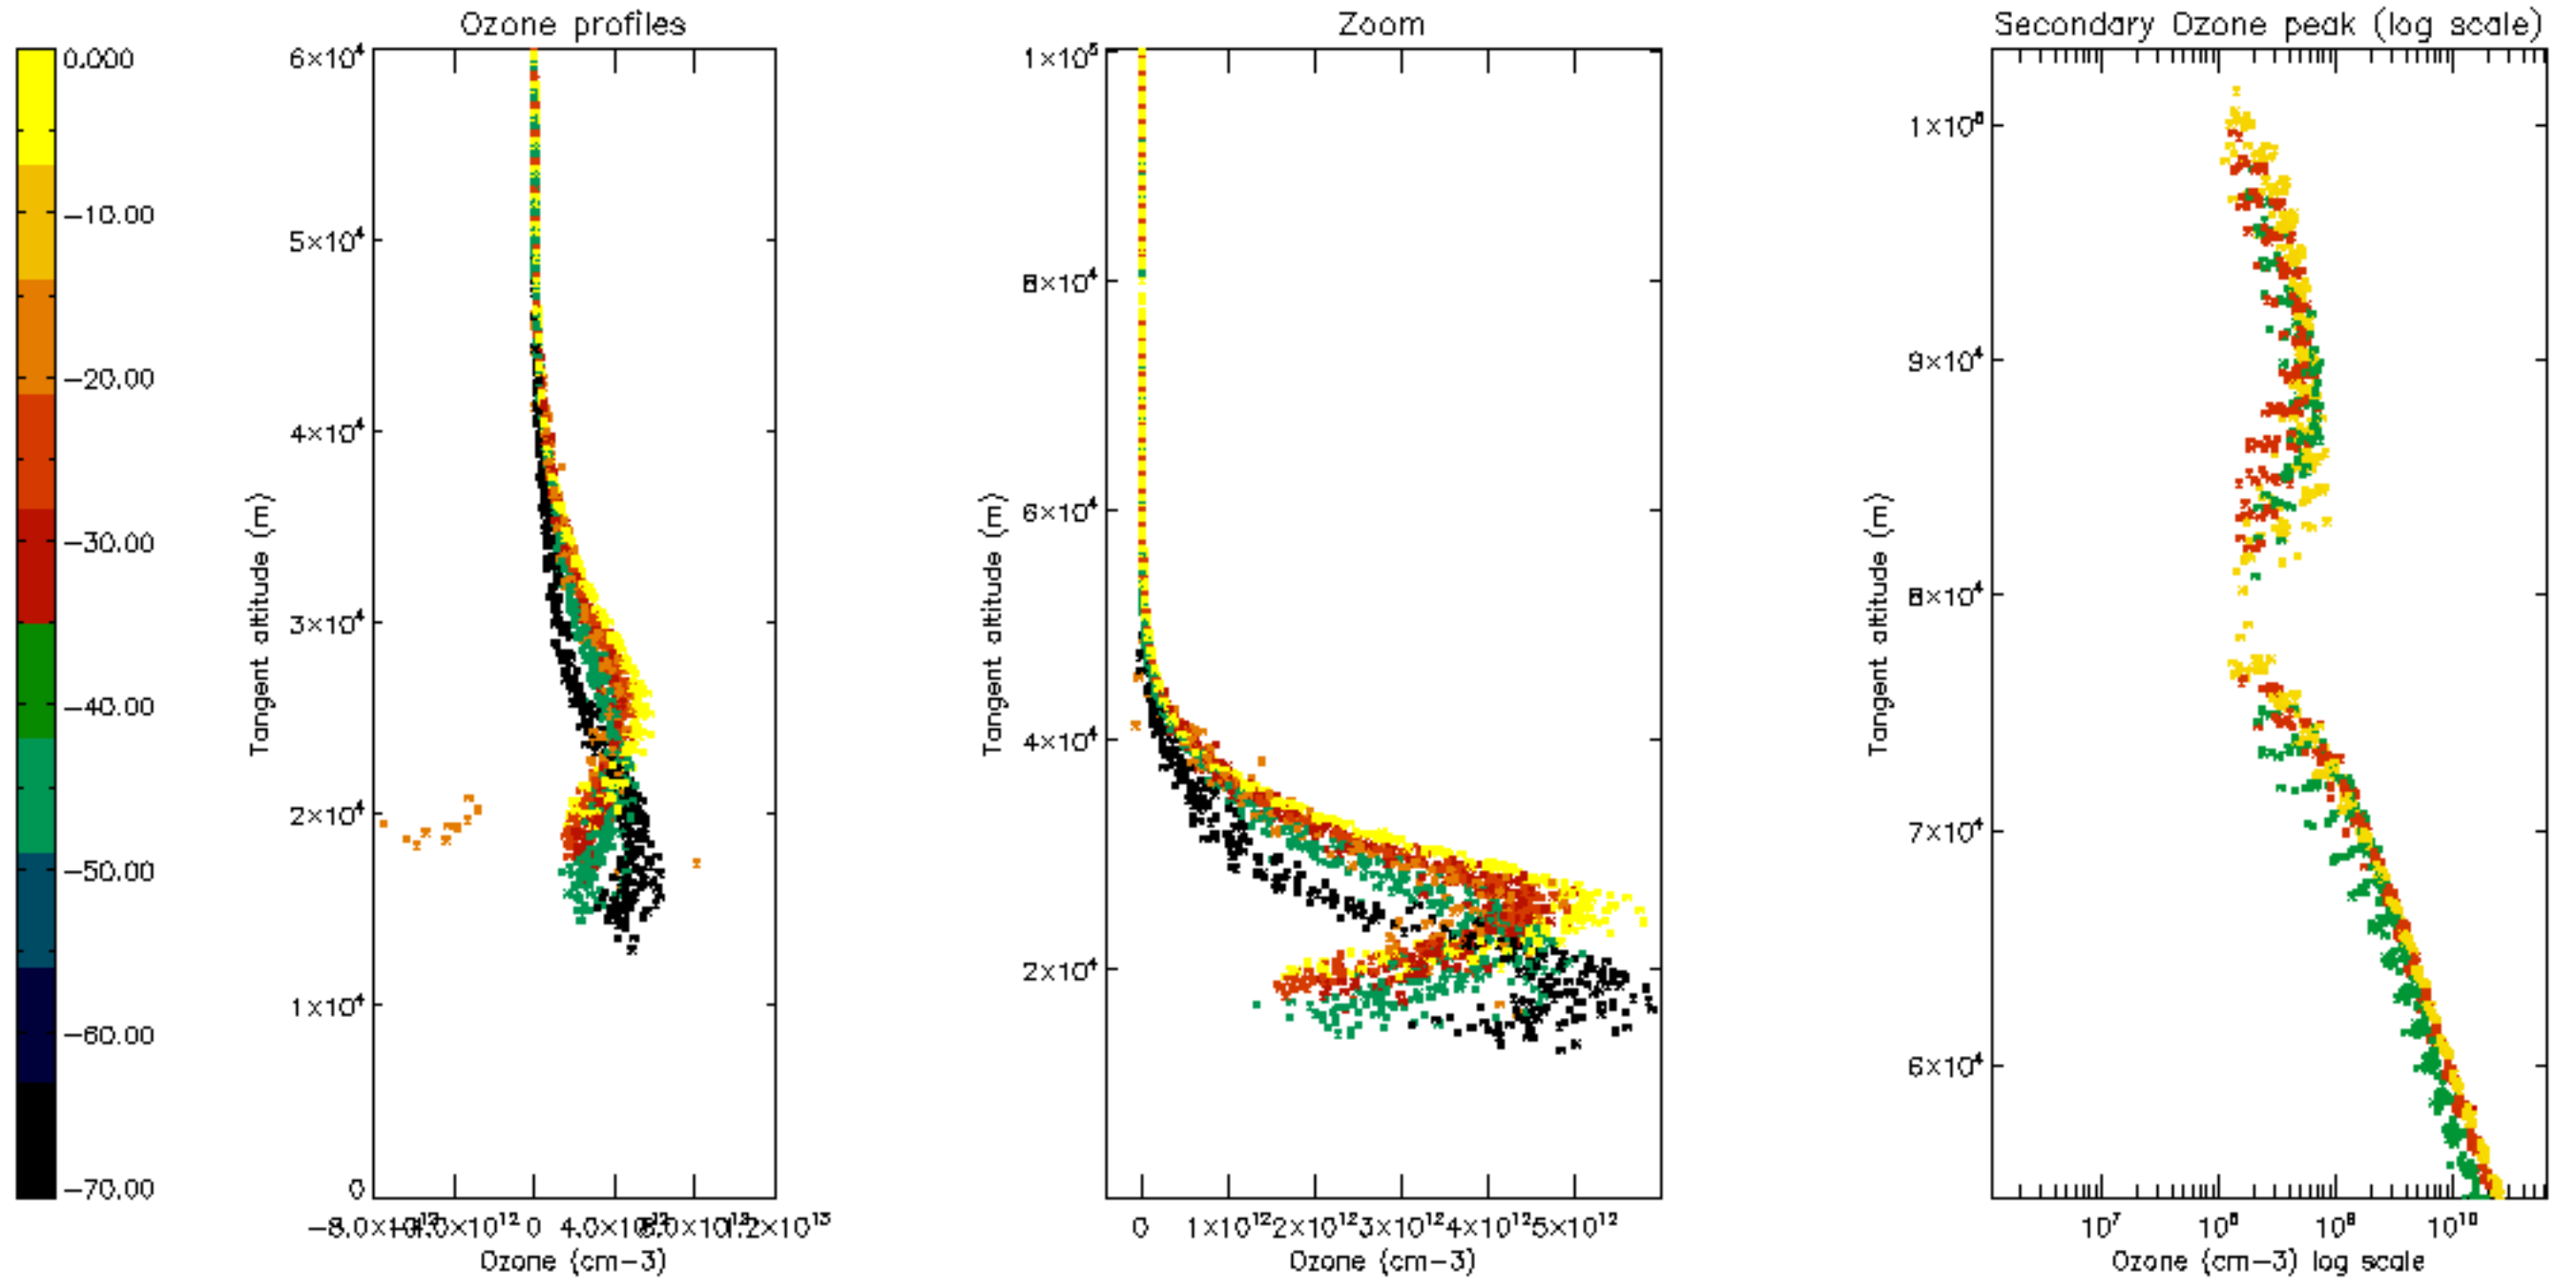 Ozone profiles
Zoom
Secondary Ozone peak (log scale)
0.000
−10.00
−20.00
−30.00
−40.00
−50.00
−60.00
−70.00
6×10⁴
5×10⁴
4×10⁴
3×10⁴
2×10⁴
1×10⁴
0
Tangent altitude (m)
0
Ozone (cm−3)
1×10⁵
8×10⁴
6×10⁴
4×10⁴
2×10⁴
Tangent altitude (m)
0 1×10¹² 2×10¹² 3×10¹² 4×10¹² 5×10¹²
Ozone (cm−3)
1×10⁵
9×10⁴
8×10⁴
7×10⁴
6×10⁴
Tangent altitude (m)
10⁷ 10⁸ 10⁹ 10¹⁰
Ozone (cm−3) log scale